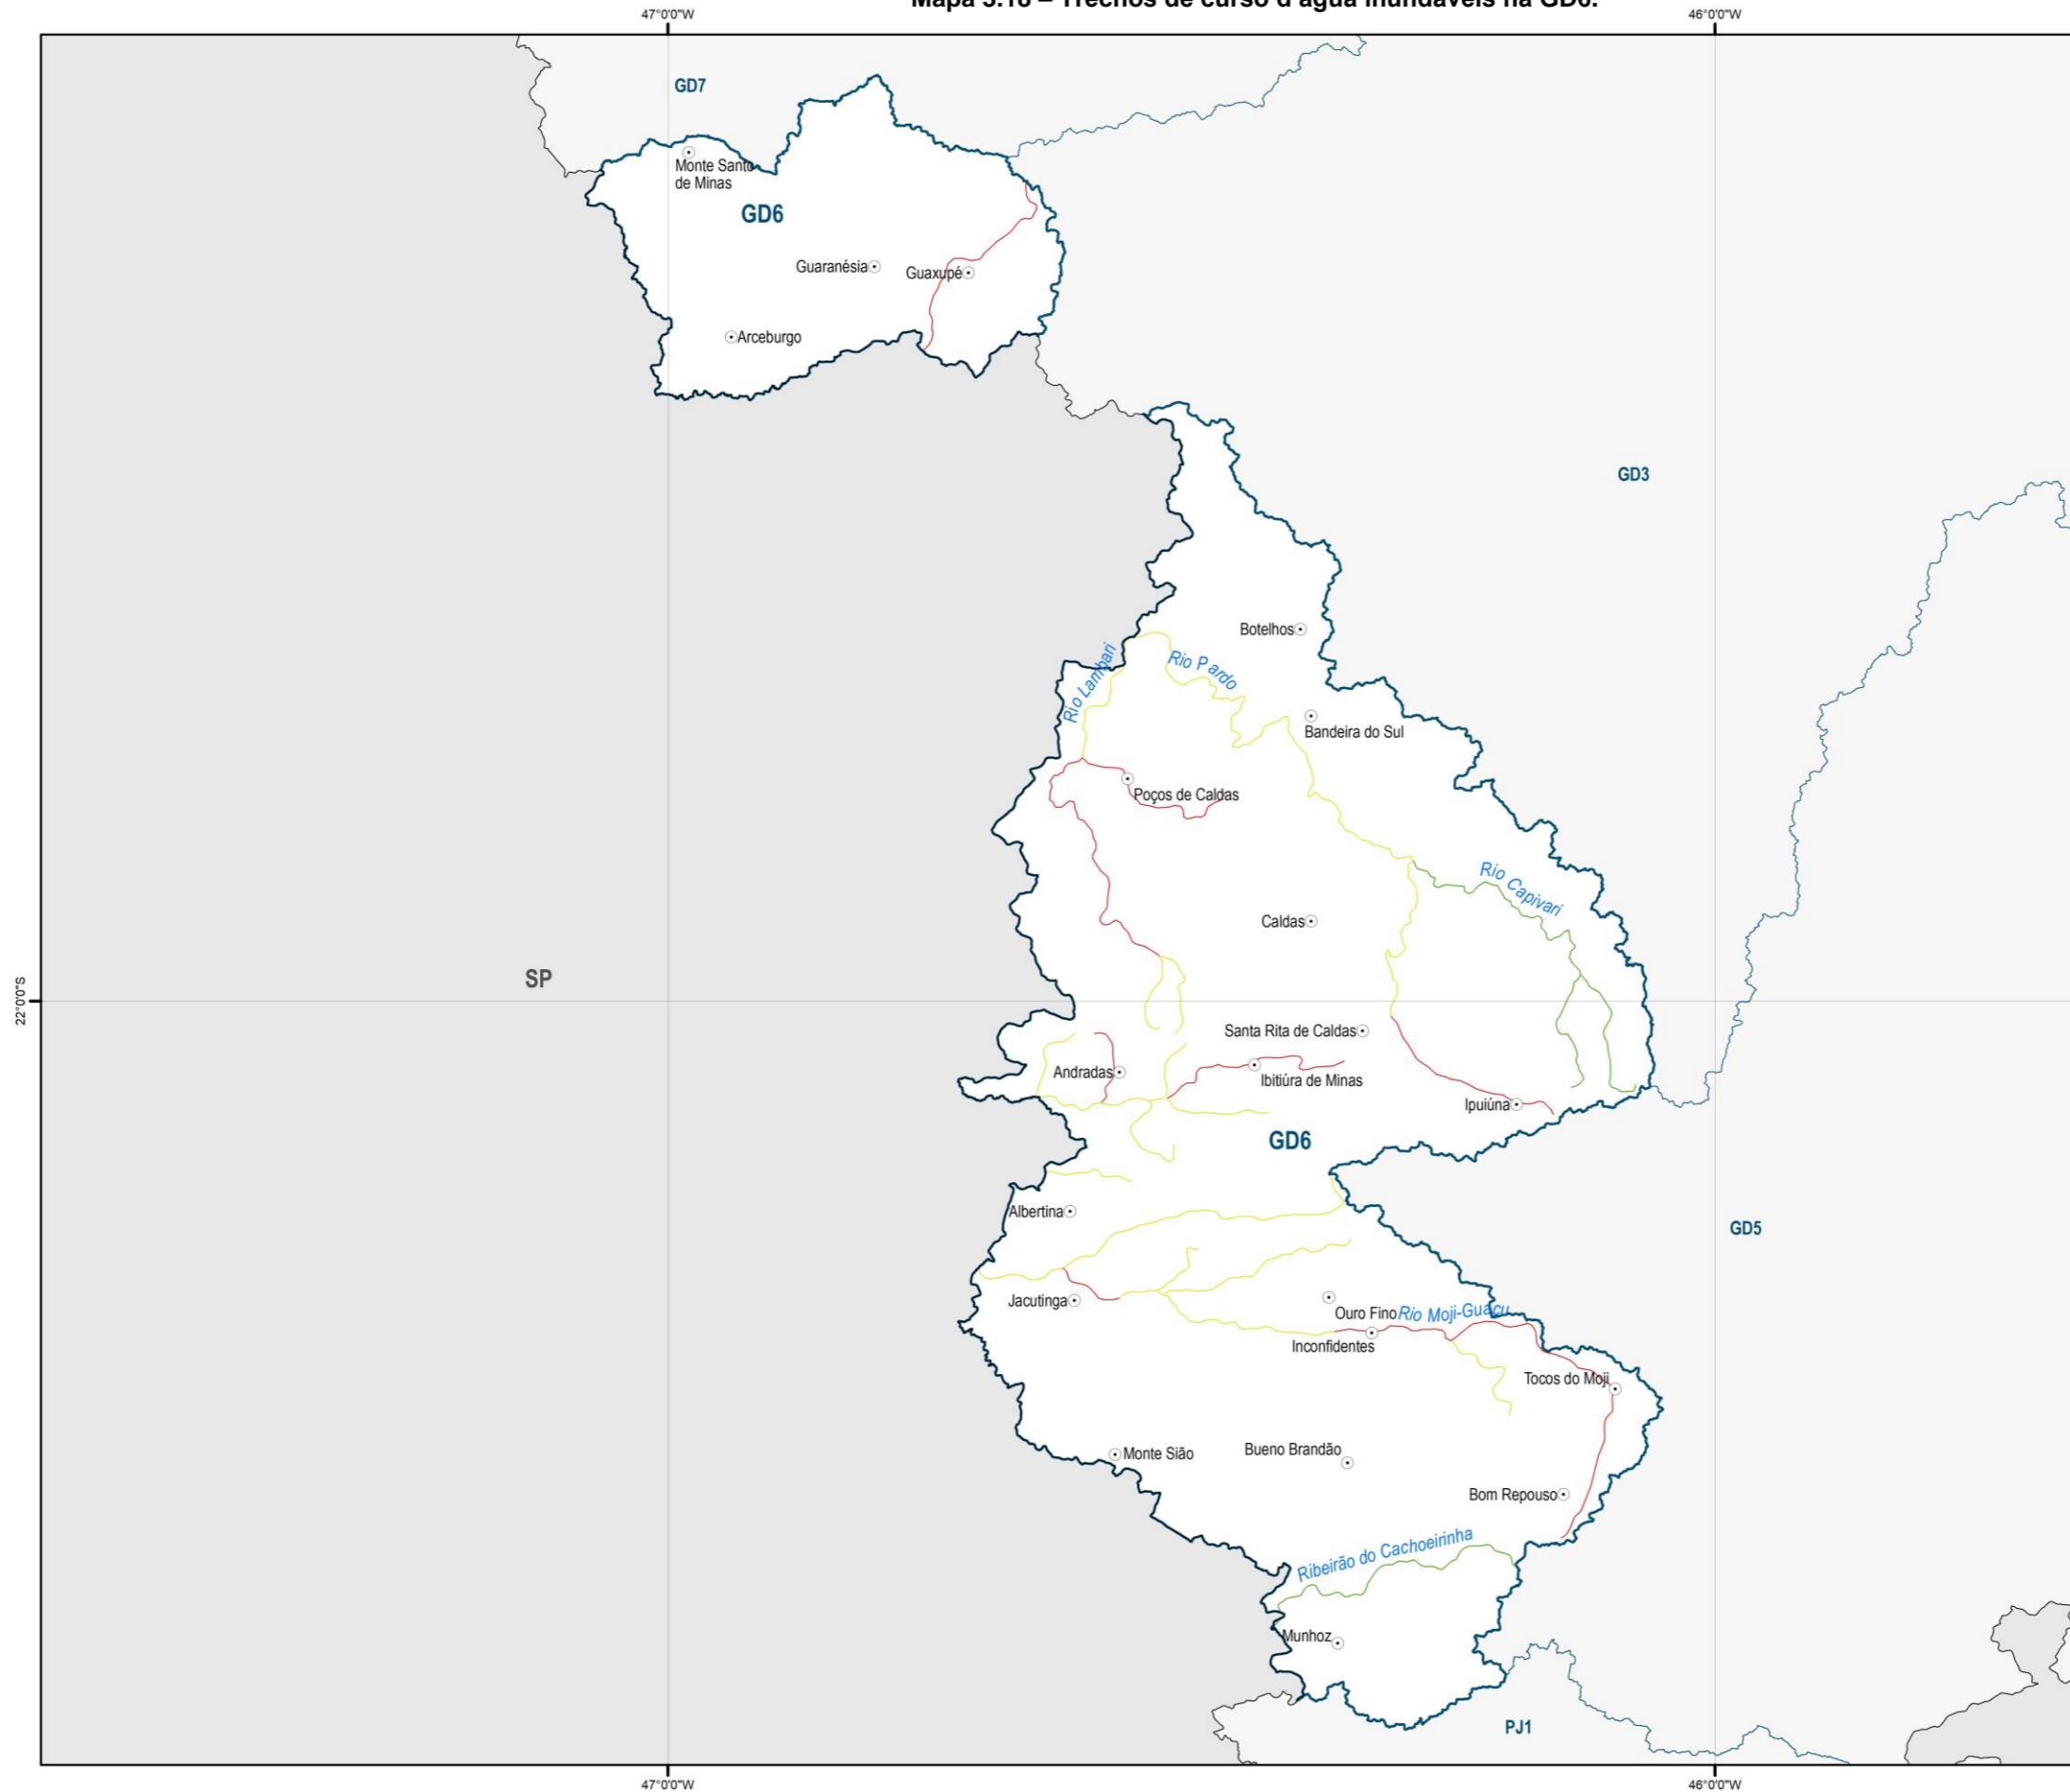 Mapa 3.18 – Trechos de curso d'água inundáveis na GD6.
47°0'0"W
46°0'0"W
GD7
Monte Santo
de Minas
GD6
Guaranésia
Guaxupé
Arceburgo
GD3
Botelhos
Rio Lambari
Rio Pardo
Bandeira do Sul
Poços de Caldas
Rio Capivari
Caldas
SP
22°0'0"S
Santa Rita de Caldas
Andradas
Ibitiúra de Minas
Ipuiúna
GD6
Albertina
GD5
Jacutinga
Ouro Fino
Rio Moji-Guaçu
Inconfidentes
Tocos do Moji
Monte Sião
Bueno Brandão
Bom Repouso
Ribeirão do Cachoeirinha
Munhoz
PJ1
47°0'0"W
46°0'0"W